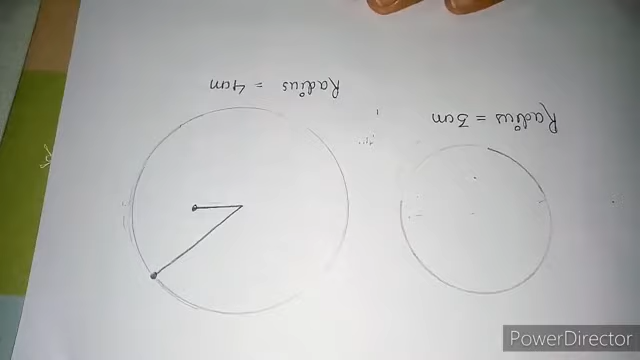 Radius = 3cm
Radius = 4cm
PowerDirector